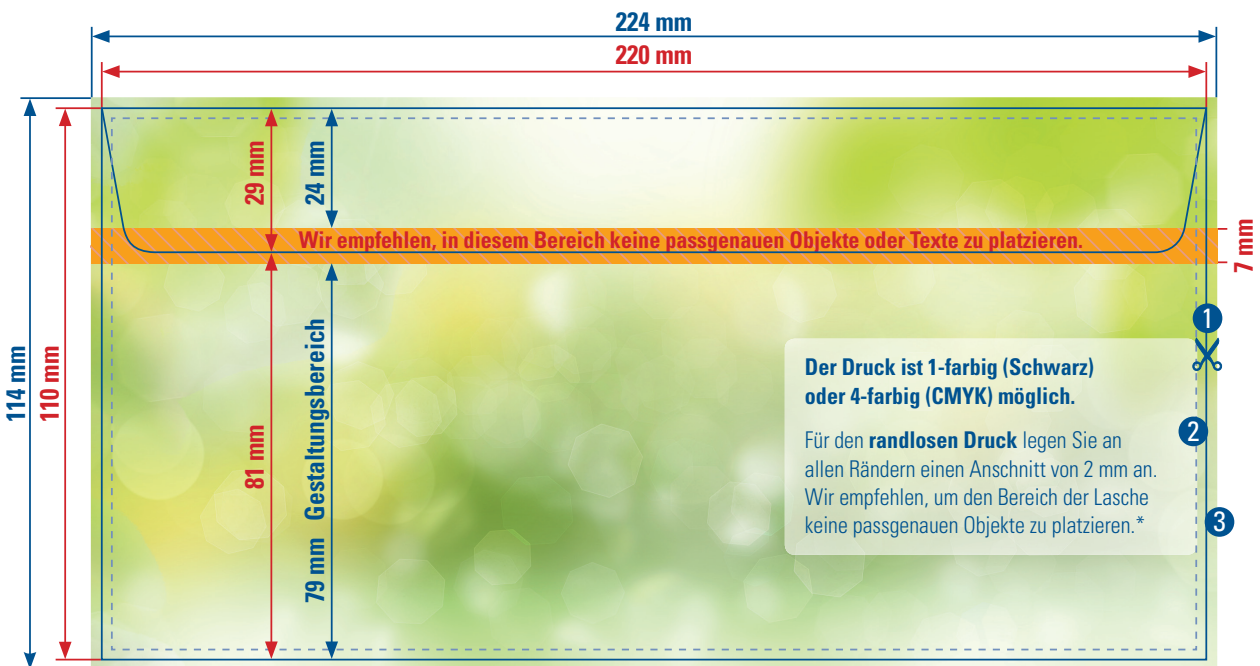 224 mm
220 mm
29 mm
24 mm
Wir empfehlen, in diesem Bereich keine passgenauen Objekte oder Texte zu platzieren.
7 mm
114 mm
110 mm
81 mm
79 mm Gestaltungsbereich
1
Der Druck ist 1-farbig (Schwarz)
oder 4-farbig (CMYK) möglich.
2
Für den randlosen Druck legen Sie an
allen Rändern einen Anschnitt von 2 mm an.
Wir empfehlen, um den Bereich der Lasche
keine passgenauen Objekte zu platzieren.*
3